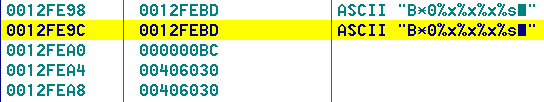 0012FE98 0012FEBD ASCII "B*0%x%x%x%s■"
0012FE9C 0012FEBD ASCII "B*0%x%x%x%s■"
0012FEA0 000000BC
0012FEA4 00406030
0012FEA8 00406030